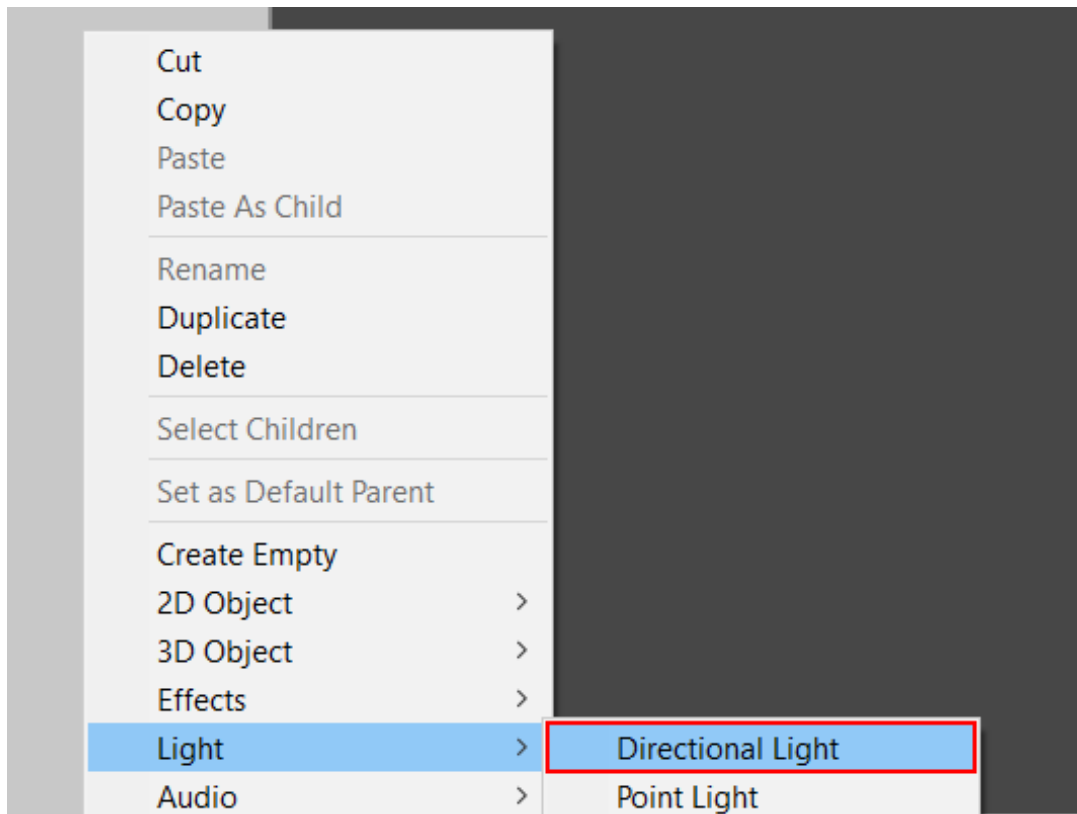 Cut
Copy
Paste
Paste As Child
Rename
Duplicate
Delete
Select Children
Set as Default Parent
Create Empty
2D Object
3D Object
Effects
Light
Directional Light
Audio
Point Light